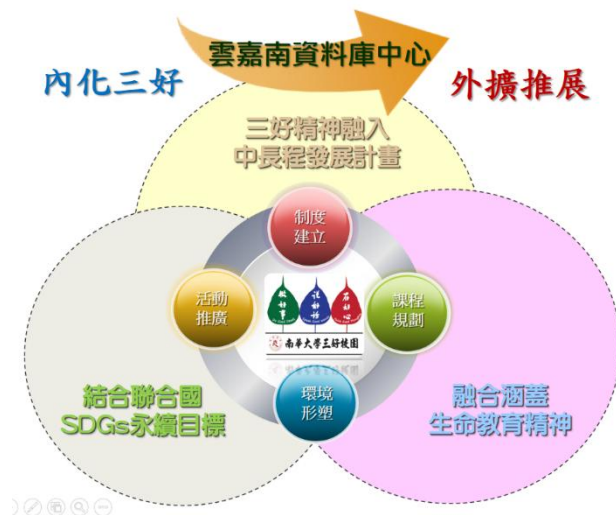 雲嘉南資料庫中心
內化三好
外擴推展
三好精神融入
中長程發展計畫
制度
建立
活動
推廣
課程
規劃
做好事
說好話
存好心
南華大學三好校園
環境
形塑
結合聯合國
SDGs永續目標
融合涵蓋
生命教育精神